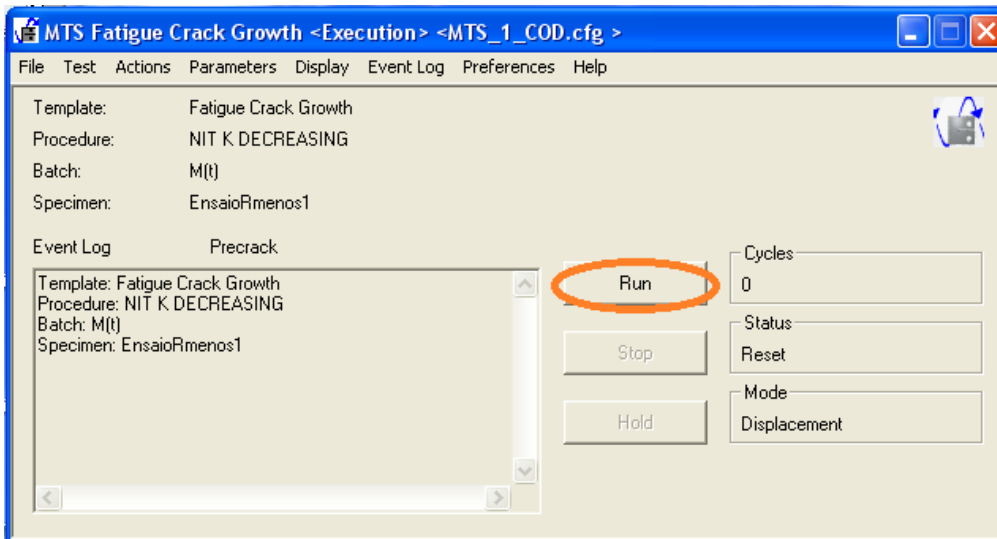 MTS Fatigue Crack Growth <Execution> <MTS_1_COD.cfg >
File Test Actions Parameters Display Event Log Preferences Help
Template: Fatigue Crack Growth
Procedure: NIT K DECREASING
Batch: M(t)
Specimen: EnsaioRmenos1
Event Log Precrack
Template: Fatigue Crack Growth
Procedure: NIT K DECREASING
Batch: M(t)
Specimen: EnsaioRmenos1
Run
Stop
Hold
Cycles
0
Status
Reset
Mode
Displacement